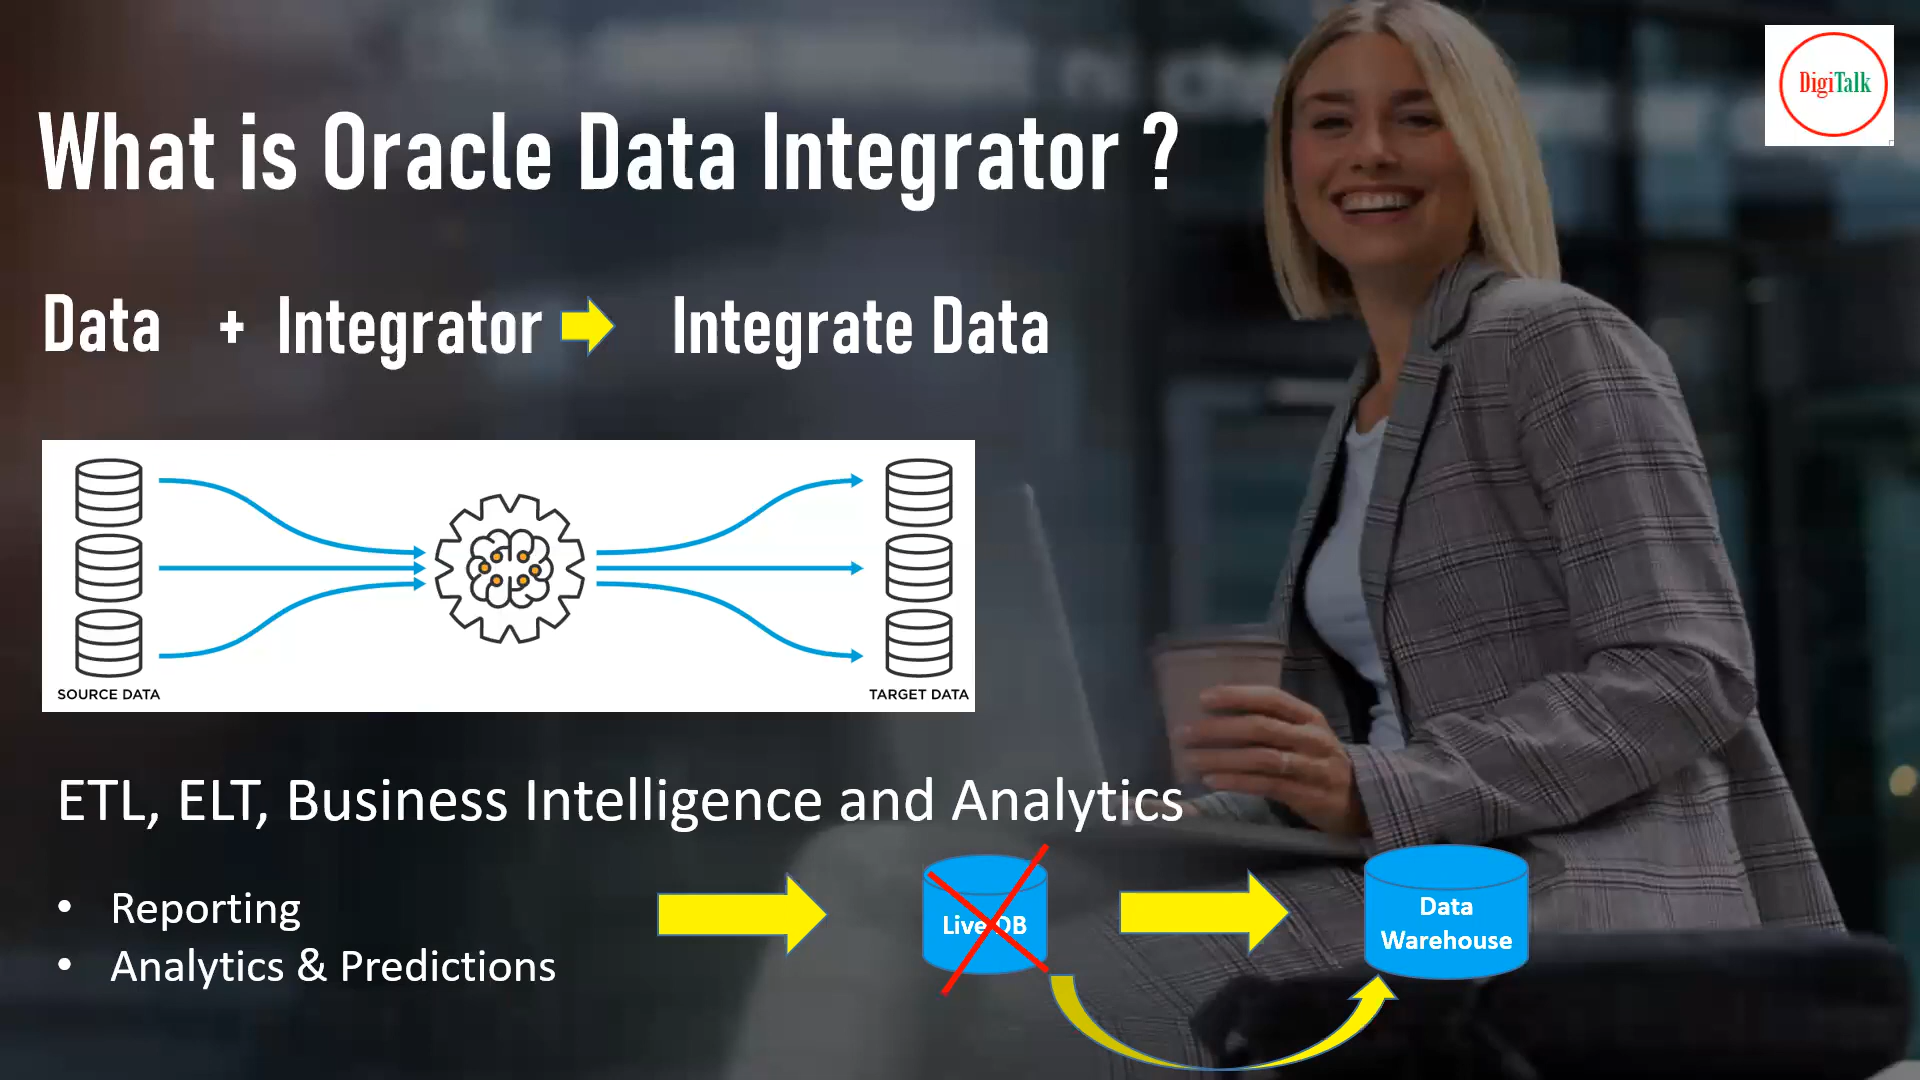 DigiTalk
What is Oracle Data Integrator ?
Data + Integrator Integrate Data
SOURCE DATA
TARGET DATA
ETL, ELT, Business Intelligence and Analytics
• Reporting
• Analytics & Predictions
Live DB
Data
Warehouse